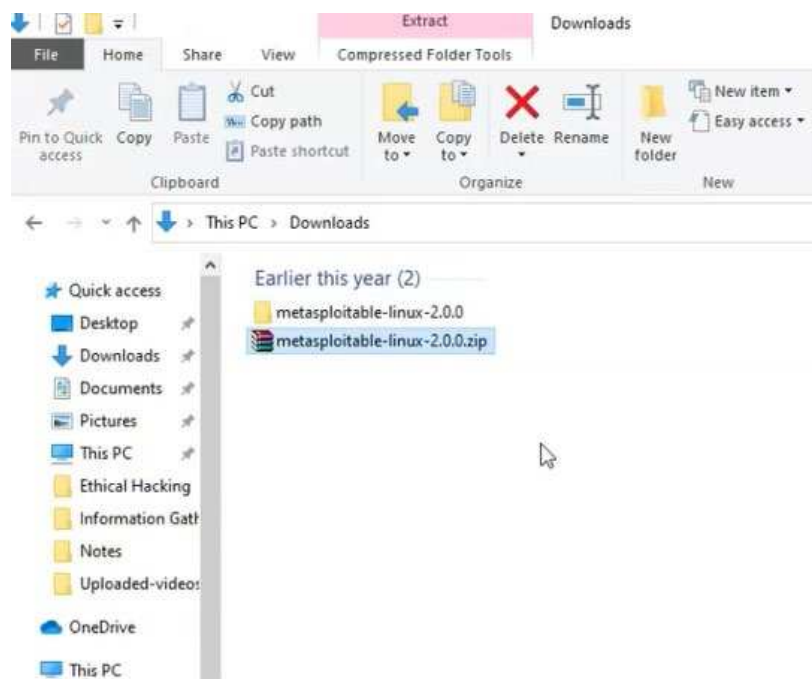 Extract
Downloads
File
Home
Share
View
Compressed Folder Tools
Pin to Quick
access
Copy
Paste
Cut
Copy path
Paste shortcut
Move
to
Copy
to
Delete
Rename
New
folder
New item
Easy access
Clipboard
Organize
New
This PC > Downloads
Quick access
Desktop
Downloads
Documents
Pictures
This PC
Ethical Hacking
Information Gath
Notes
Uploaded-videos
OneDrive
This PC
Earlier this year (2)
metasploitable-linux-2.0.0
metasploitable-linux-2.0.0.zip